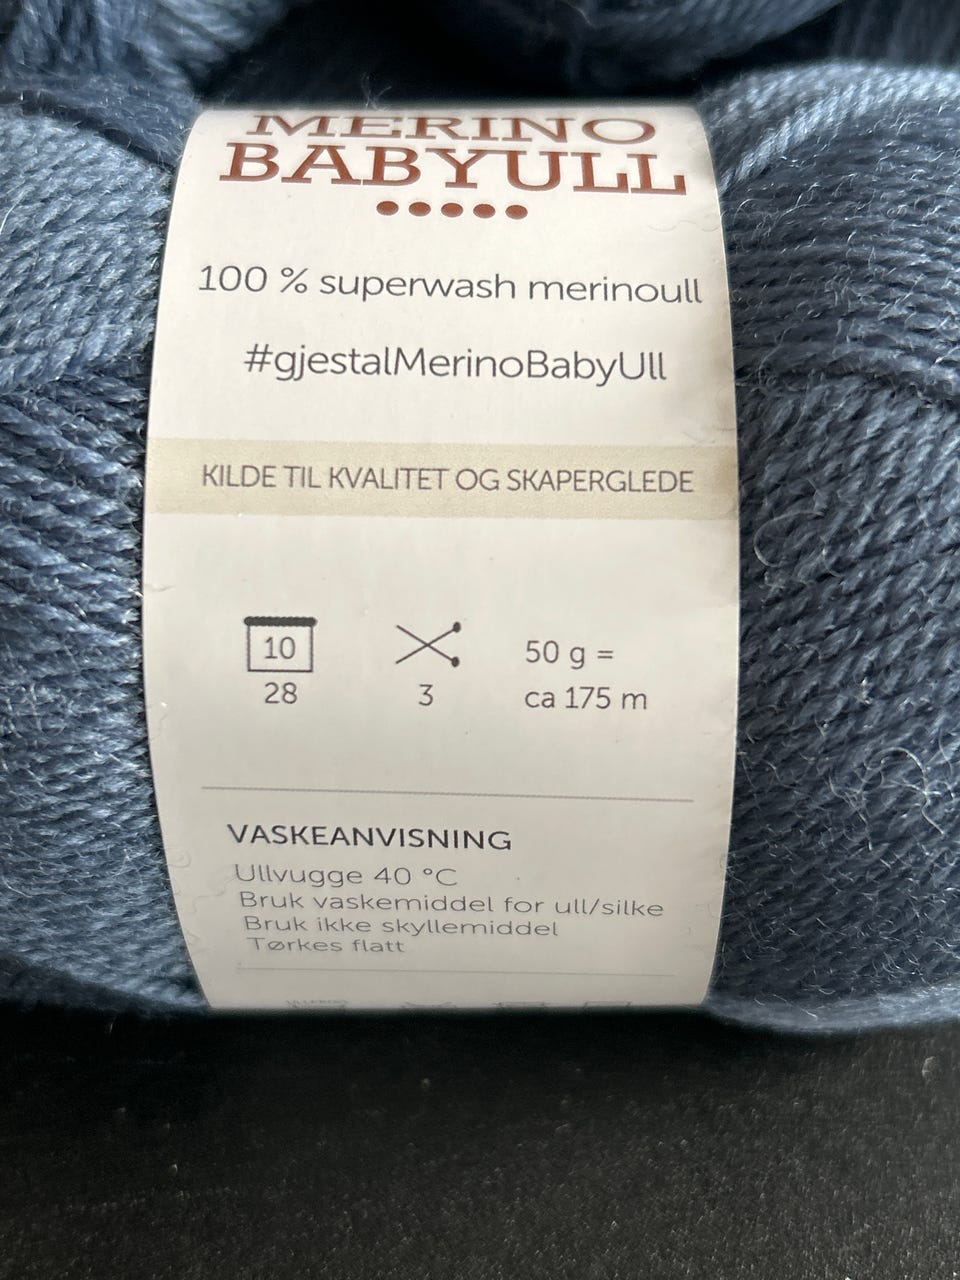 MERINO
BABYULL
100 % superwash merinoull
#gjestalMerinoBabyUll
KILDE TIL KVALITET OG SKAPERGLEDE
10
28
3
50 g =
ca 175 m
VASKEANVISNING
Ullvugge 40 °C
Bruk vaskemiddel for ull/silke
Bruk ikke skyllemiddel
Tørkes flatt